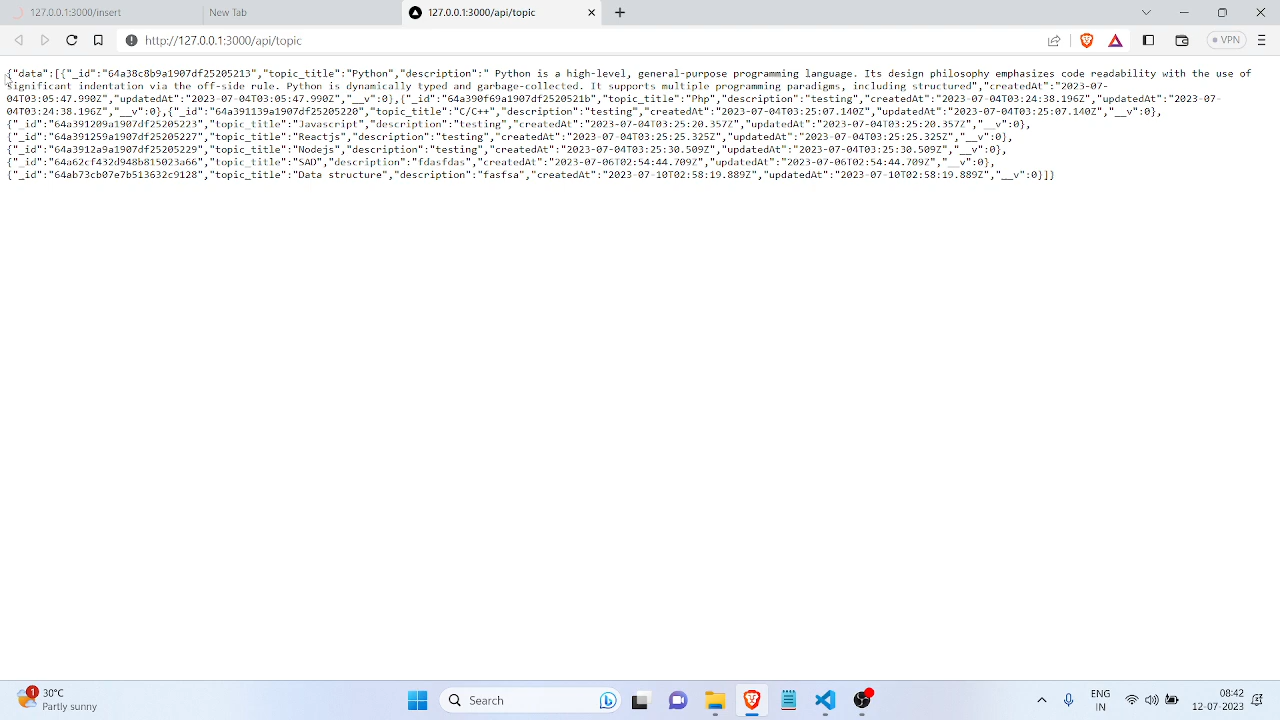 127.0.0.1:3000/insert
New Tab
127.0.0.1:3000/api/topic
http://127.0.0.1:3000/api/topic
VPN
{"data":[{"_id":"64a38c8b9a1907df25205213","topic_title":"Python","description":" Python is a high-level, general-purpose programming language. Its design philosophy emphasizes code readability with the use of
significant indentation via the off-side rule. Python is dynamically typed and garbage-collected. It supports multiple programming paradigms, including structured","createdAt":"2023-07-
04T03:05:47.990Z","updatedAt":"2023-07-04T03:05:47.990Z","__v":0},{"_id":"64a390f69a1907df2520521b","topic_title":"Php","description":"testing","createdAt":"2023-07-04T03:24:38.196Z","updatedAt":"2023-07-
04T03:24:38.196Z","__v":0},{"_id":"64a391139a1907df25205220","topic_title":"C/C++","description":"testing","createdAt":"2023-07-04T03:25:07.140Z","updatedAt":"2023-07-04T03:25:07.140Z","__v":0},
{"_id":"64a391209a1907df25205223","topic_title":"Javascript","description":"testing","createdAt":"2023-07-04T03:25:20.357Z","updatedAt":"2023-07-04T03:25:20.357Z","__v":0},
{"_id":"64a391259a1907df25205227","topic_title":"Reactjs","description":"testing","createdAt":"2023-07-04T03:25:25.325Z","updatedAt":"2023-07-04T03:25:25.325Z","__v":0},
{"_id":"64a3912a9a1907df25205229","topic_title":"Nodejs","description":"testing","createdAt":"2023-07-04T03:25:30.509Z","updatedAt":"2023-07-04T03:25:30.509Z","__v":0},
{"_id":"64a62cf432d948b815023a66","topic_title":"SAD","description":"fdasfdas","createdAt":"2023-07-06T02:54:44.709Z","updatedAt":"2023-07-06T02:54:44.709Z","__v":0},
{"_id":"64ab73cb07e7b513632c9128","topic_title":"Data structure","description":"fasfsa","createdAt":"2023-07-10T02:58:19.889Z","updatedAt":"2023-07-10T02:58:19.889Z","__v":0}]}
1
30°C
rtly sunny
Search
ENG
IN
08:42
12-07-2023